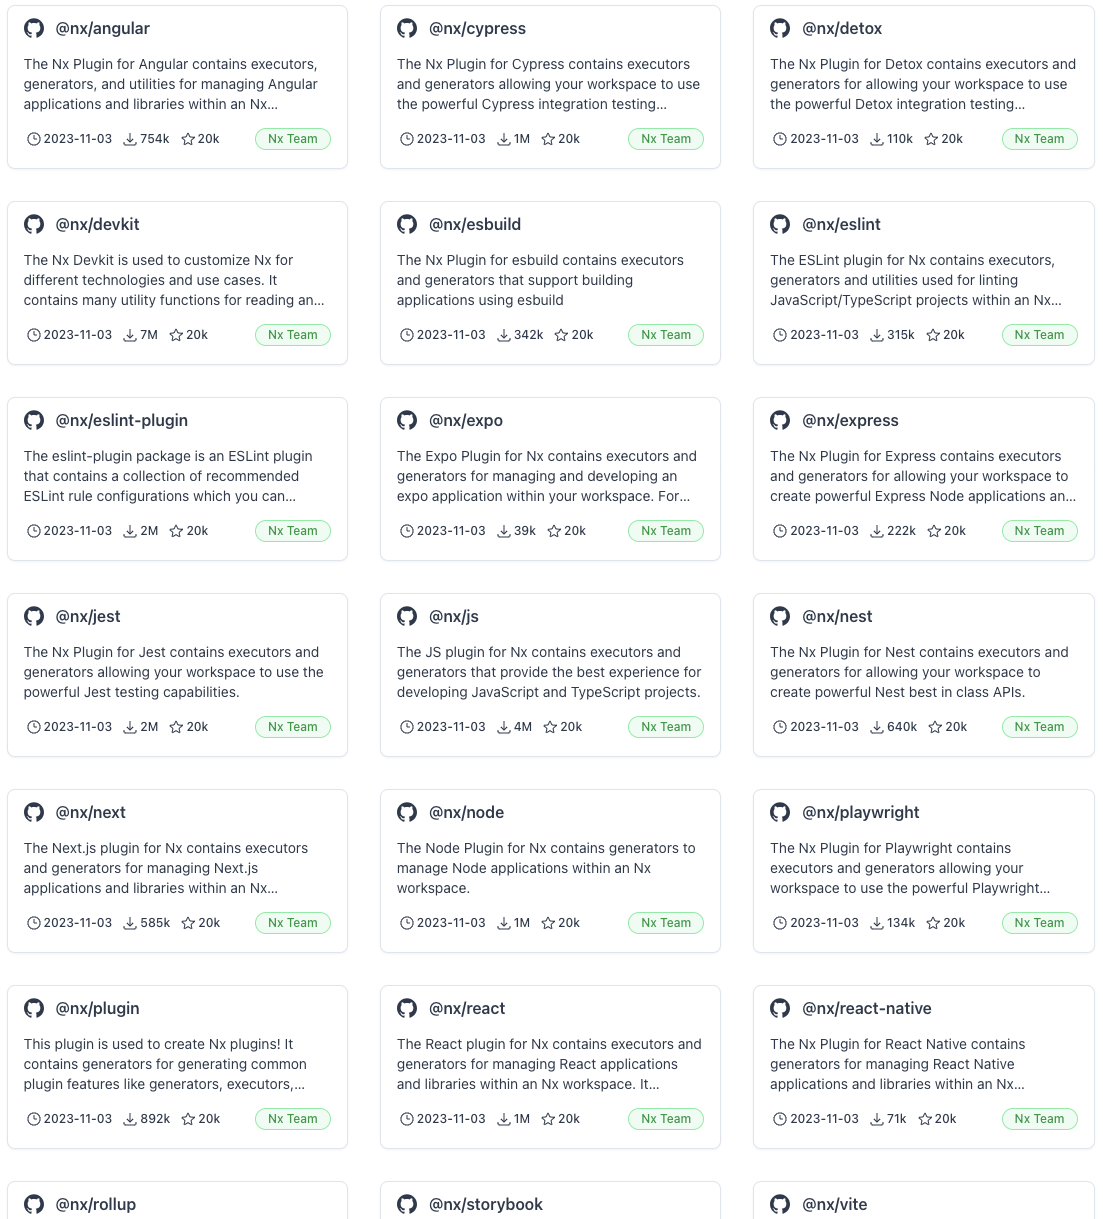 @nx/angular
The Nx Plugin for Angular contains executors,
generators, and utilities for managing Angular
applications and libraries within an Nx...
2023-11-03 754k 20k Nx Team
@nx/cypress
The Nx Plugin for Cypress contains executors
and generators allowing your workspace to use
the powerful Cypress integration testing...
2023-11-03 1M 20k Nx Team
@nx/detox
The Nx Plugin for Detox contains executors and
generators for allowing your workspace to use
the powerful Detox integration testing...
2023-11-03 110k 20k Nx Team
@nx/devkit
The Nx Devkit is used to customize Nx for
different technologies and use cases. It
contains many utility functions for reading an...
2023-11-03 7M 20k Nx Team
@nx/esbuild
The Nx Plugin for esbuild contains executors
and generators that support building
applications using esbuild
2023-11-03 342k 20k Nx Team
@nx/eslint
The ESLint plugin for Nx contains executors,
generators and utilities used for linting
JavaScript/TypeScript projects within an Nx...
2023-11-03 315k 20k Nx Team
@nx/eslint-plugin
The eslint-plugin package is an ESLint plugin
that contains a collection of recommended
ESLint rule configurations which you can...
2023-11-03 2M 20k Nx Team
@nx/expo
The Expo Plugin for Nx contains executors and
generators for managing and developing an
expo application within your workspace. For...
2023-11-03 39k 20k Nx Team
@nx/express
The Nx Plugin for Express contains executors
and generators for allowing your workspace to
create powerful Express Node applications an...
2023-11-03 222k 20k Nx Team
@nx/jest
The Nx Plugin for Jest contains executors and
generators allowing your workspace to use the
powerful Jest testing capabilities.
2023-11-03 2M 20k Nx Team
@nx/js
The JS plugin for Nx contains executors and
generators that provide the best experience for
developing JavaScript and TypeScript projects.
2023-11-03 4M 20k Nx Team
@nx/nest
The Nx Plugin for Nest contains executors and
generators for allowing your workspace to
create powerful Nest best in class APIs.
2023-11-03 640k 20k Nx Team
@nx/next
The Next.js plugin for Nx contains executors
and generators for managing Next.js
applications and libraries within an Nx...
2023-11-03 585k 20k Nx Team
@nx/node
The Node Plugin for Nx contains generators to
manage Node applications within an Nx
workspace.
2023-11-03 1M 20k Nx Team
@nx/playwright
The Nx Plugin for Playwright contains
executors and generators allowing your
workspace to use the powerful Playwright...
2023-11-03 134k 20k Nx Team
@nx/plugin
This plugin is used to create Nx plugins! It
contains generators for generating common
plugin features like generators, executors,...
2023-11-03 892k 20k Nx Team
@nx/react
The React plugin for Nx contains executors and
generators for managing React applications
and libraries within an Nx workspace. It...
2023-11-03 1M 20k Nx Team
@nx/react-native
The Nx Plugin for React Native contains
generators for managing React Native
applications and libraries within an Nx...
2023-11-03 71k 20k Nx Team
@nx/rollup
@nx/storybook
@nx/vite